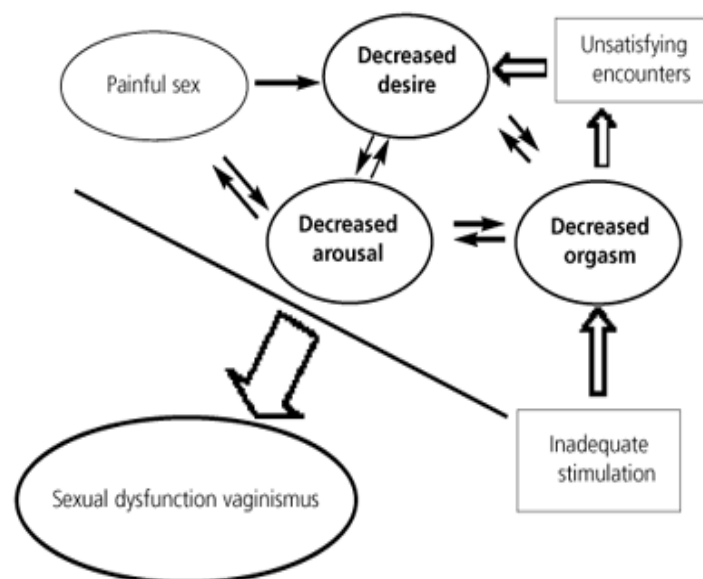 Painful sex
Decreased
desire
Unsatisfying
encounters
Decreased
arousal
Decreased
orgasm
Sexual dysfunction vaginismus
Inadequate
stimulation